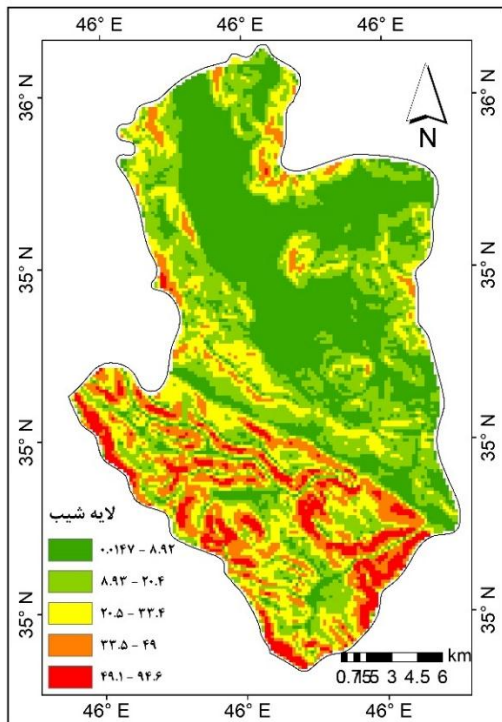 46° E 46° E 46° E
36° N 36° N
N
35° N 35° N
35° N 35° N
لایه شیب
۰.۰۱۴۷ - ۸.۹۲
۸.۹۳ - ۲۰.۴
۲۰.۵ - ۳۳.۴
۳۳.۵ - ۴۹
۴۹.۱ - ۹۴.۶
35° N 35° N
km
0.751.5 3 4.5 6
46° E 46° E 46° E